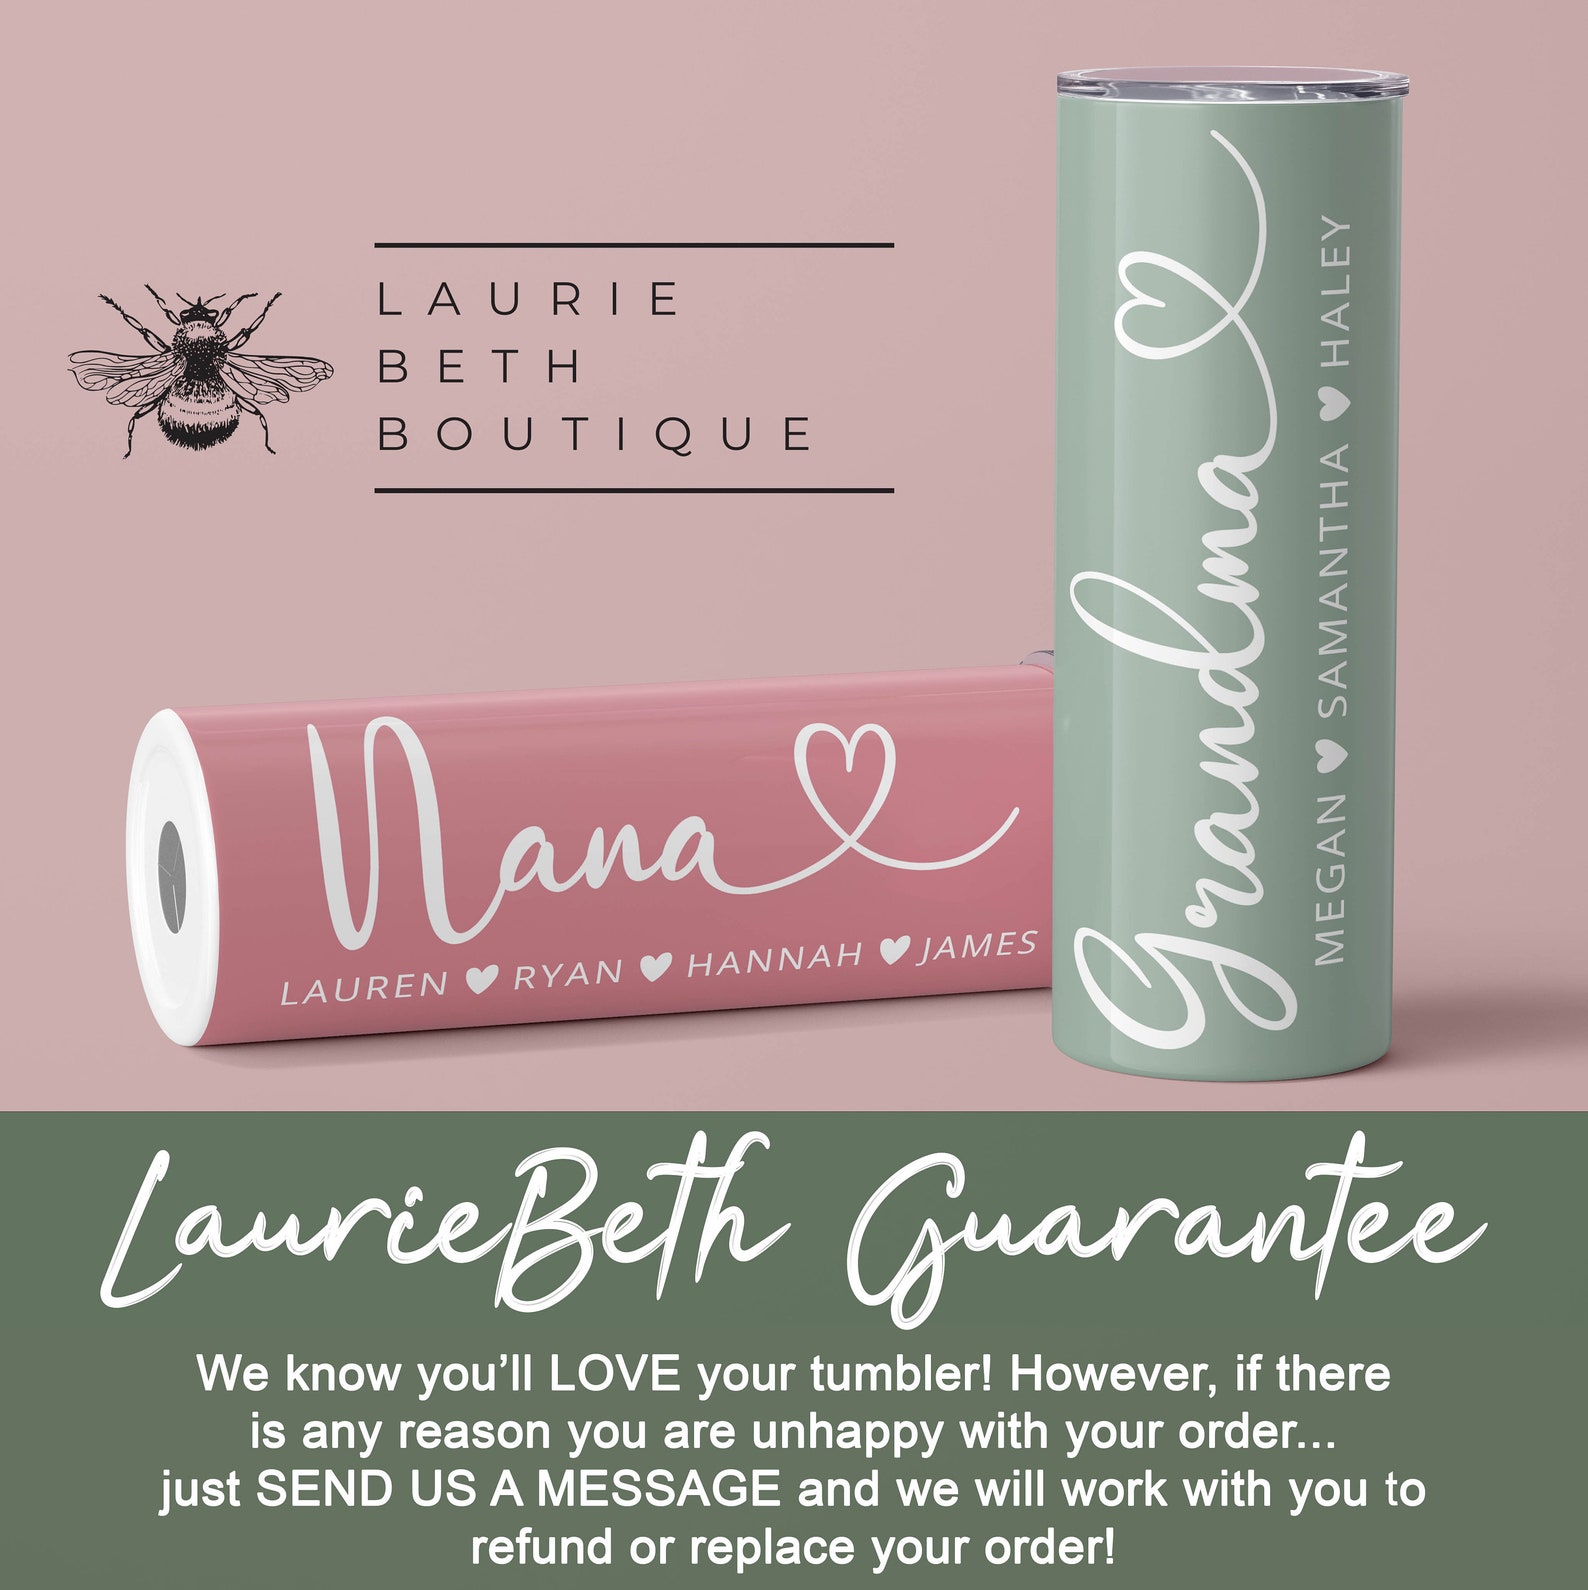 LAURIE
BETH
BOUTIQUE
Grandma
MEGAN ♥ SAMANTHA ♥ HALEY
Nana
LAUREN ♥ RYAN ♥ HANNAH ♥ JAMES
LaurieBeth Guarantee
We know you’ll LOVE your tumbler! However, if there
is any reason you are unhappy with your order...
just SEND US A MESSAGE and we will work with you to
refund or replace your order!